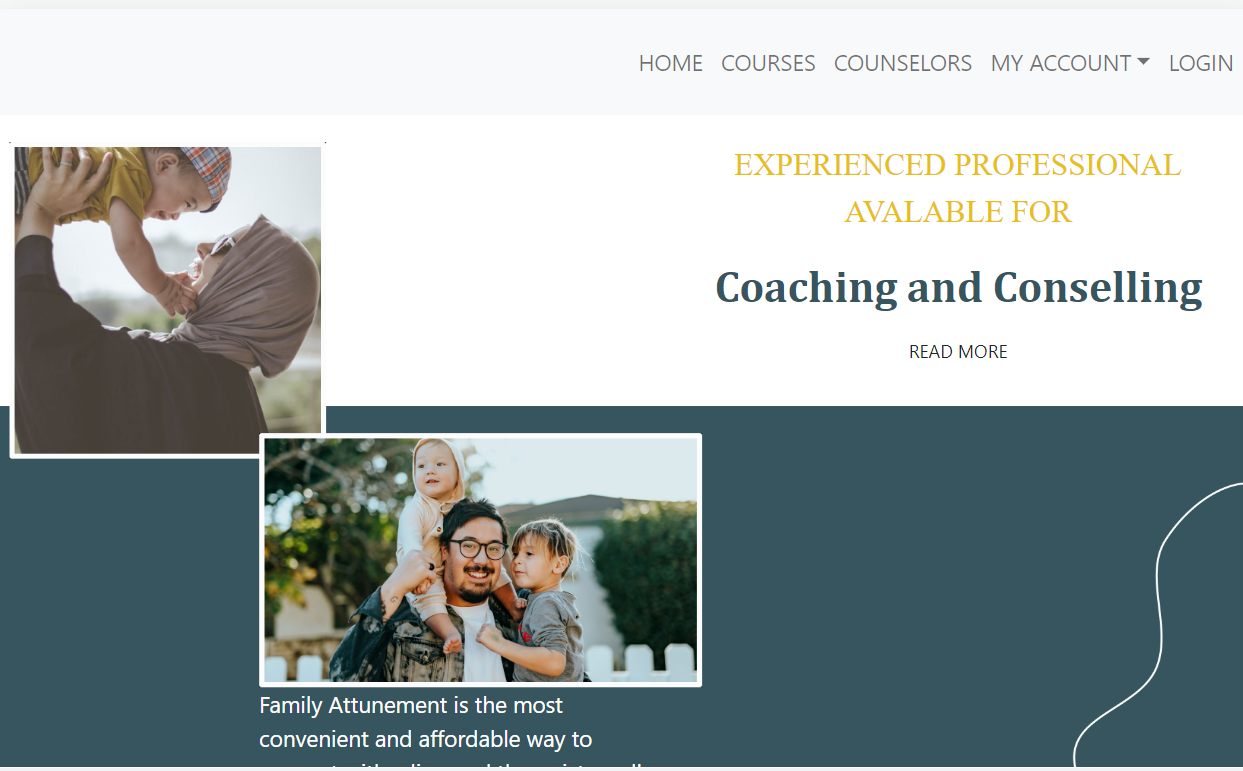 HOME COURSES COUNSELORS MY ACCOUNT LOGIN
EXPERIENCED PROFESSIONAL
AVALABLE FOR
Coaching and Conselling
READ MORE
Family Attunement is the most
convenient and affordable way to